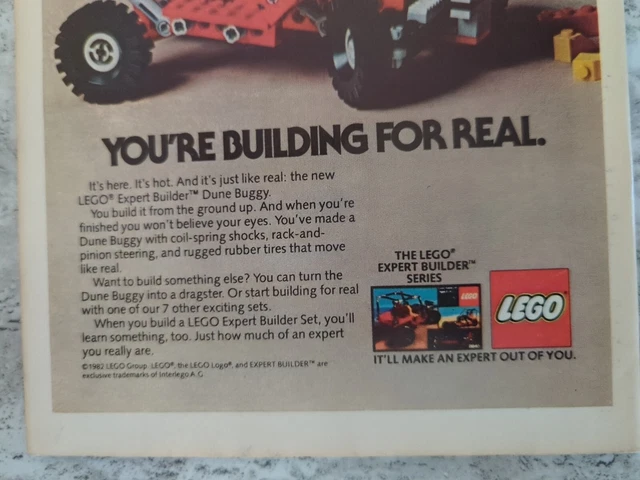 YOU'RE BUILDING FOR REAL.
It's here. It's hot. And it's just like real: the new
LEGO® Expert Builder™ Dune Buggy.
You build it from the ground up. And when you're
finished you won't believe your eyes. You've made a
Dune Buggy with coil-spring shocks, rack-and-
pinion steering, and rugged rubber tires that move
like real.
Want to build something else? You can turn the
Dune Buggy into a dragster. Or start building for real
with one of our 7 other exciting sets.
When you build a LEGO Expert Builder Set, you'll
learn something, too. Just how much of an expert
you really are.
©1982 LEGO Group LEGO®, the LEGO Logo®, and EXPERT BUILDER™ are
exclusive trademarks of Interlego A.G.
THE LEGO®
EXPERT BUILDER™
SERIES
LEGO
LEGO®
IT'LL MAKE AN EXPERT OUT OF YOU.